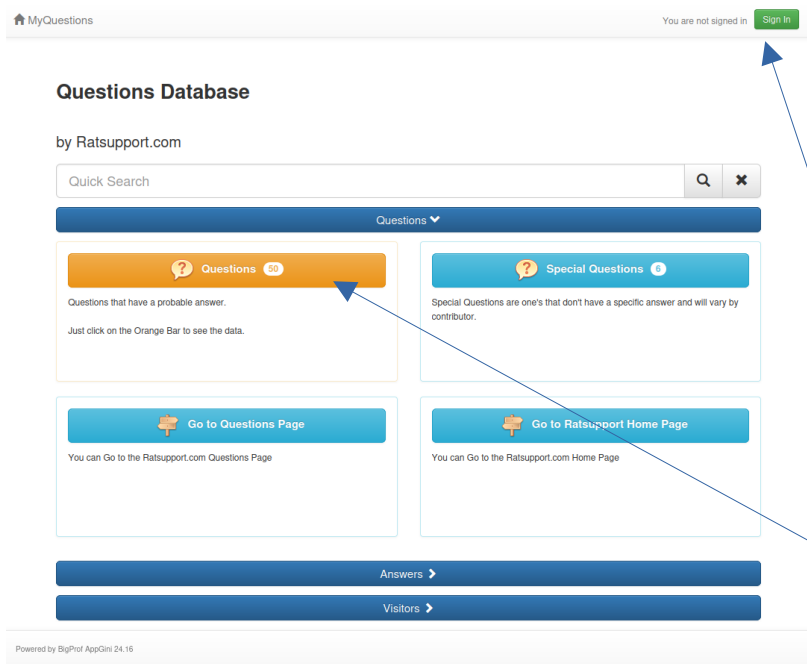 MyQuestions
You are not signed in
Sign In
Questions Database
by Ratsupport.com
Quick Search
Questions
Questions 50
Questions that have a probable answer.
Just click on the Orange Bar to see the data.
Special Questions 6
Special Questions are one's that don't have a specific answer and will vary by
contributor.
Go to Questions Page
You can Go to the Ratsupport.com Questions Page
Go to Ratsupport Home Page
You can Go to the Ratsupport.com Home Page
Answers
Visitors
Powered by BigProf AppGini 24.16